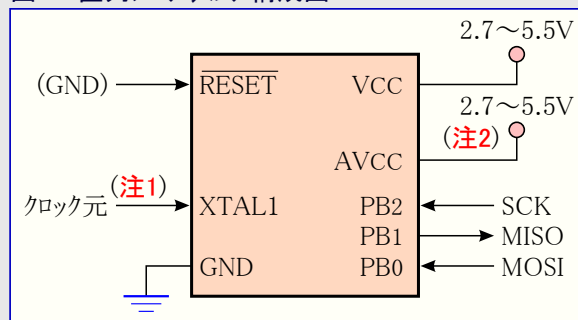 2.7～5.5V
(GND)
RESET
VCC
2.7～5.5V
(注2)
AVCC
(注1)
ｸﾛｯｸ元
XTAL1
PB2
SCK
PB1
MISO
GND
PB0
MOSI